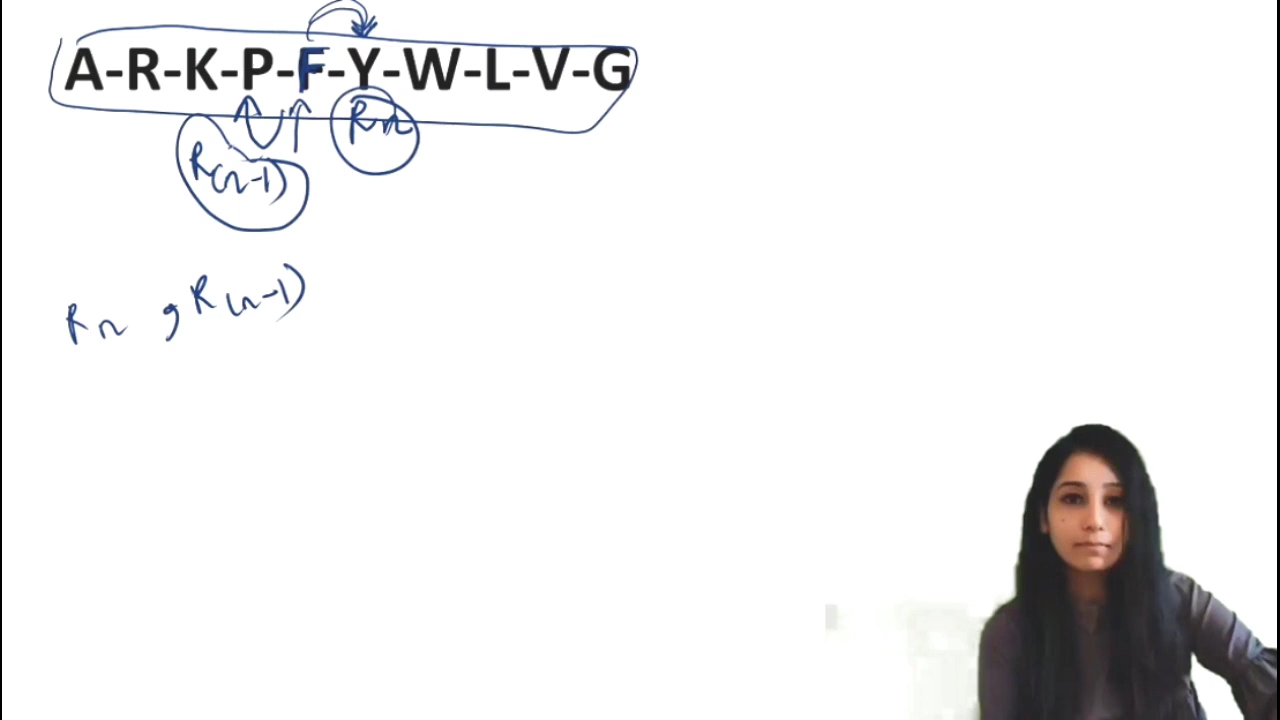 A-R-K-P-F-Y-W-L-V-G
R(n-1) Rn
Rn , R(n-1)